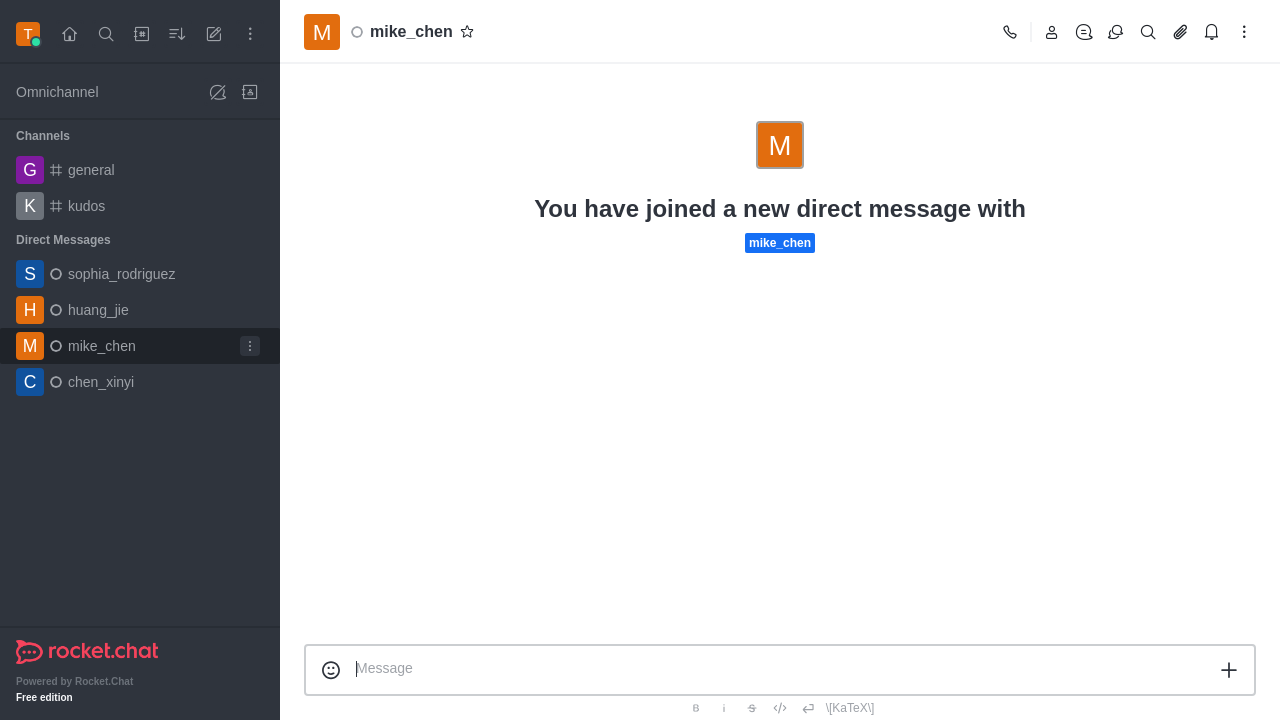 T
Omnichannel
Channels
G general
K kudos
Direct Messages
S sophia_rodriguez
H huang_jie
M mike_chen
C chen_xinyi
rocket.chat
Powered by Rocket.Chat
Free edition
M mike_chen
M
You have joined a new direct message with
mike_chen
Message
B i S \[KaTeX\]